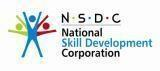 N · S · D · C
National
Skill Development
Corporation